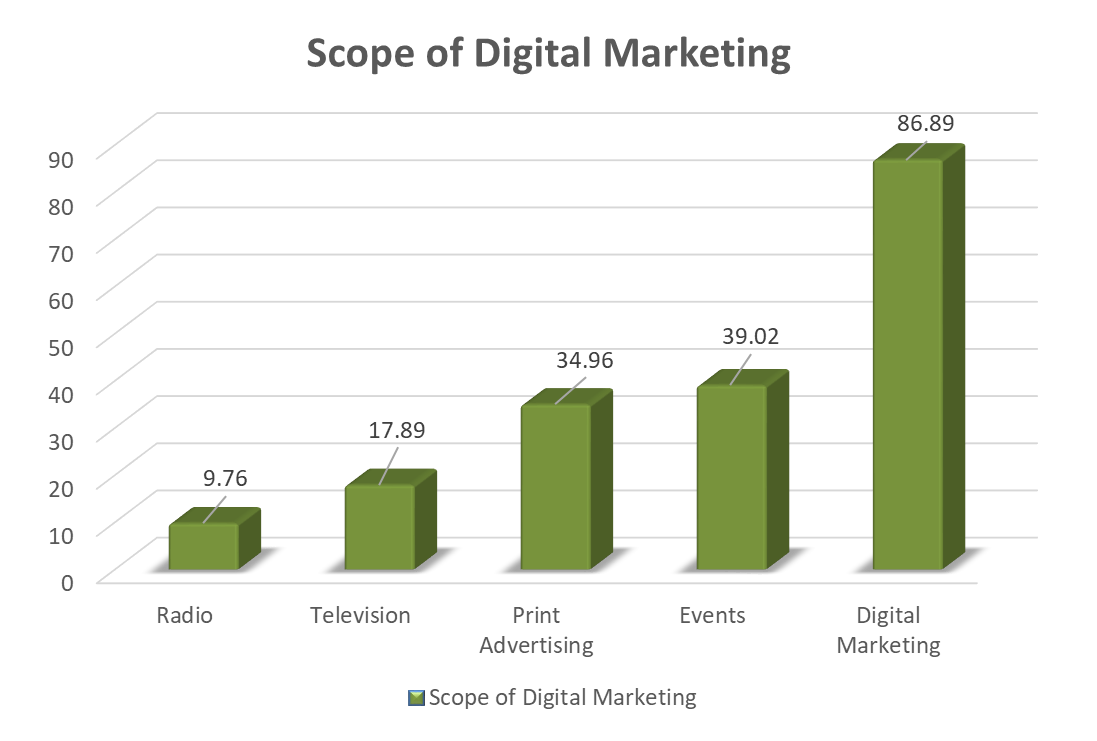 Scope of Digital Marketing
90
80
70
60
50
40
30
20
10
0
9.76
17.89
34.96
39.02
86.89
Radio
Television
Print
Advertising
Events
Digital
Marketing
Scope of Digital Marketing